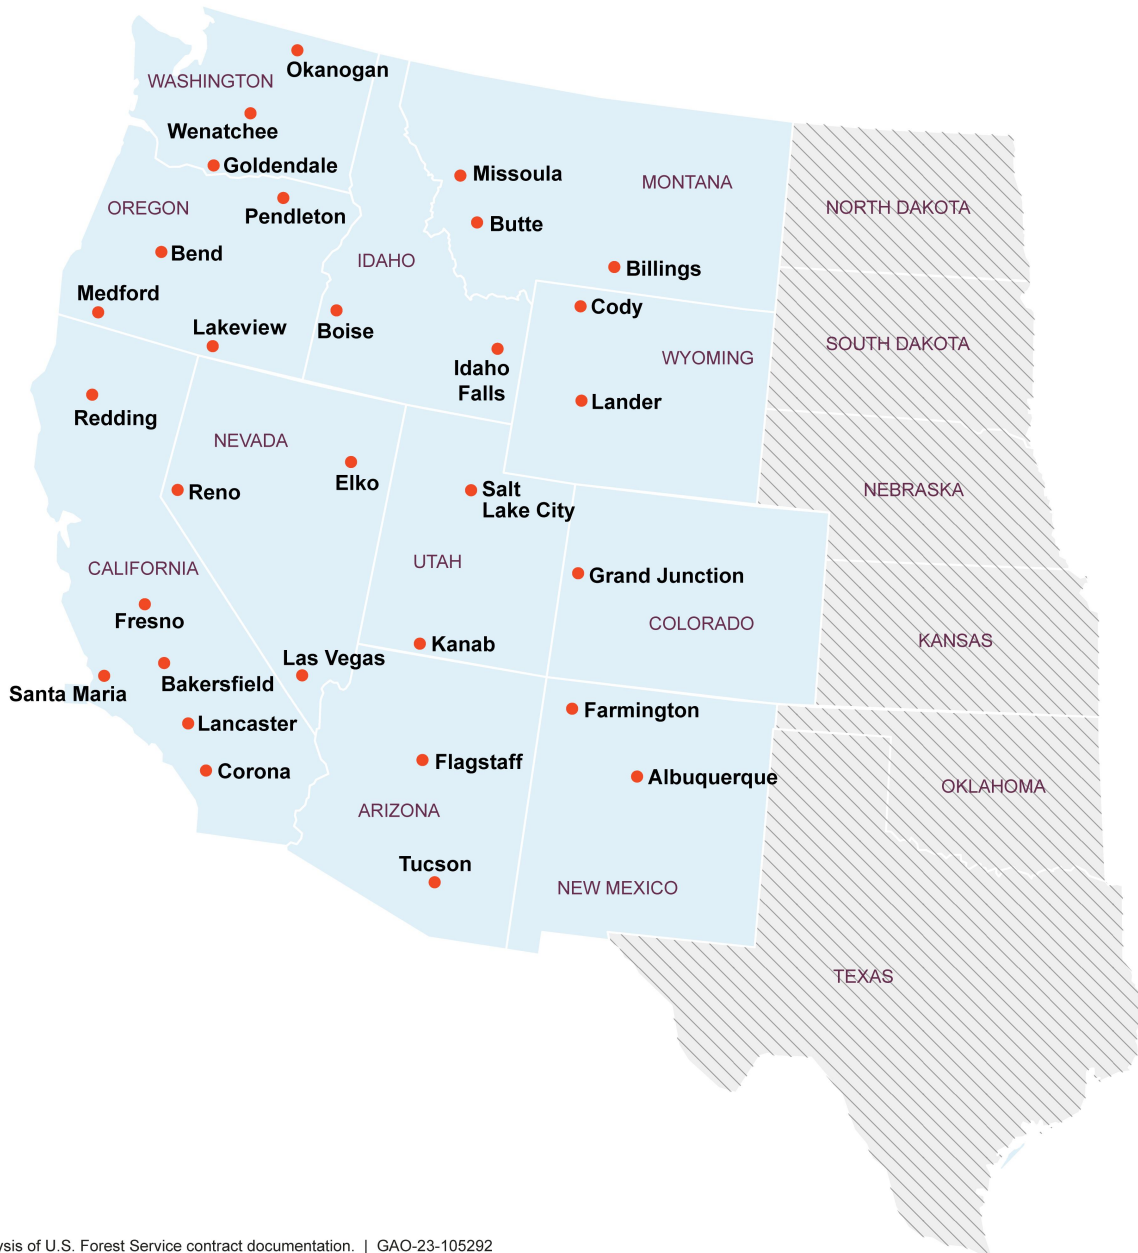 Okanogan
WASHINGTON
Wenatchee
Goldendale
Missoula
MONTANA
Pendleton
OREGON
NORTH DAKOTA
Butte
Bend
IDAHO
Billings
Medford
Cody
Lakeview
Boise
SOUTH DAKOTA
WYOMING
Idaho
Falls
Lander
Redding
NEVADA
Elko
Reno
Salt
Lake City
NEBRASKA
UTAH
CALIFORNIA
Grand Junction
Fresno
COLORADO
KANSAS
Kanab
Las Vegas
Bakersfield
Santa Maria
Farmington
Lancaster
Flagstaff
Corona
Albuquerque
OKLAHOMA
ARIZONA
Tucson
NEW MEXICO
TEXAS
of U.S. Forest Service contract documentation. | GAO-23-105292